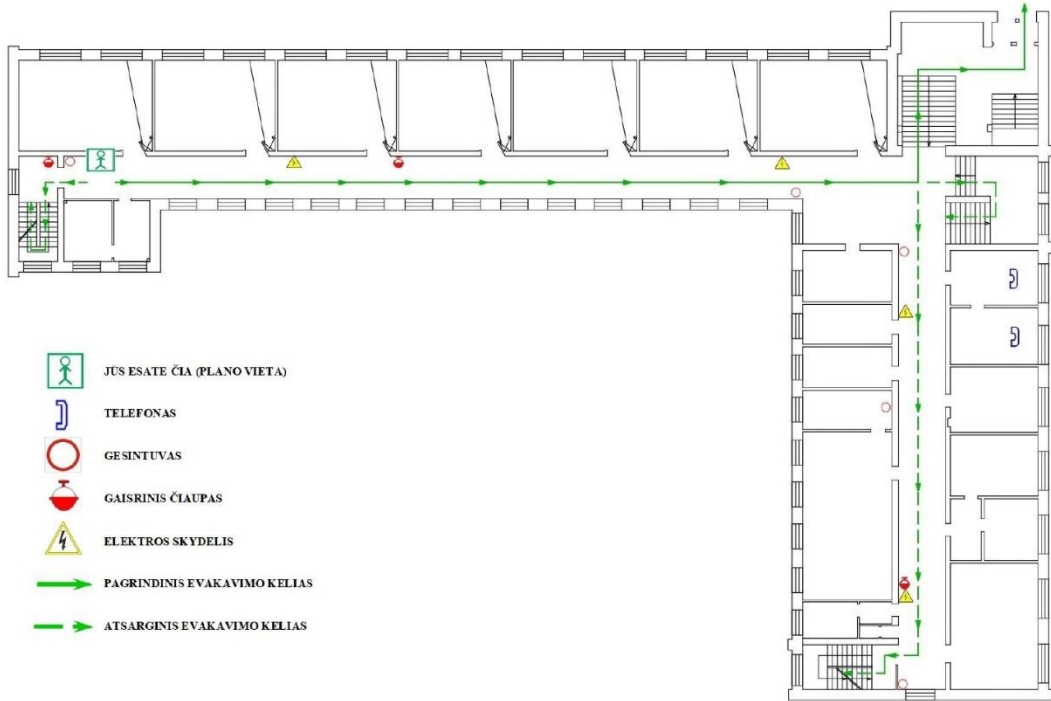 JŪS ESATE ČIA (PLANO VIETA)
TELEFONAS
GESINTUVAS
GAISRINIS ČIAUPAS
ELEKTROS SKYDELIS
PAGRINDINIS EVAKAVIMO KELIAS
ATSARGINIS EVAKAVIMO KELIAS